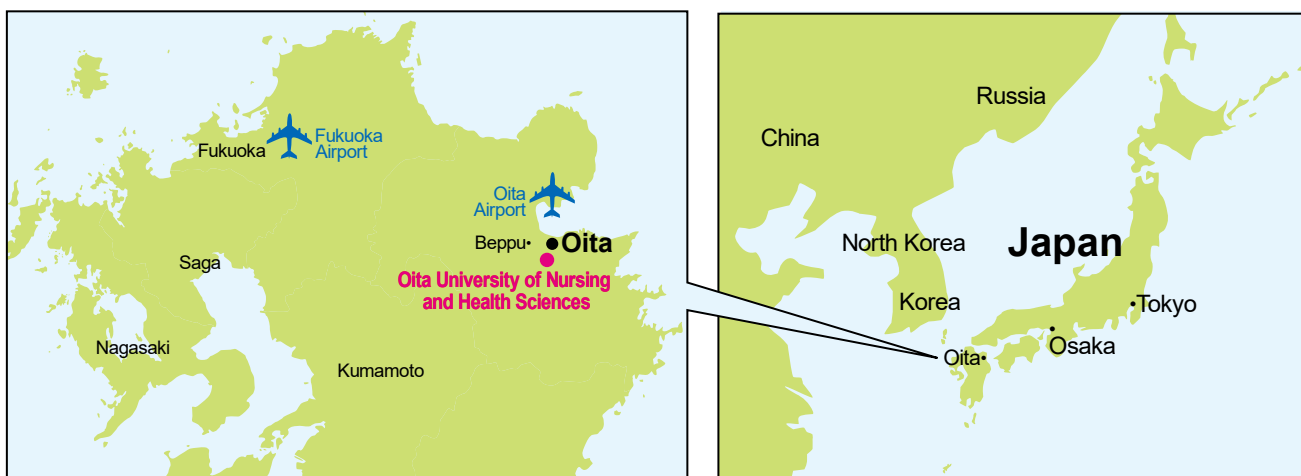 Fukuoka
Fukuoka
Airport
Oita
Airport
Beppu
Oita
Oita University of Nursing
and Health Sciences
Saga
Nagasaki
Kumamoto
Russia
China
North Korea
Japan
Korea
Tokyo
Osaka
Oita